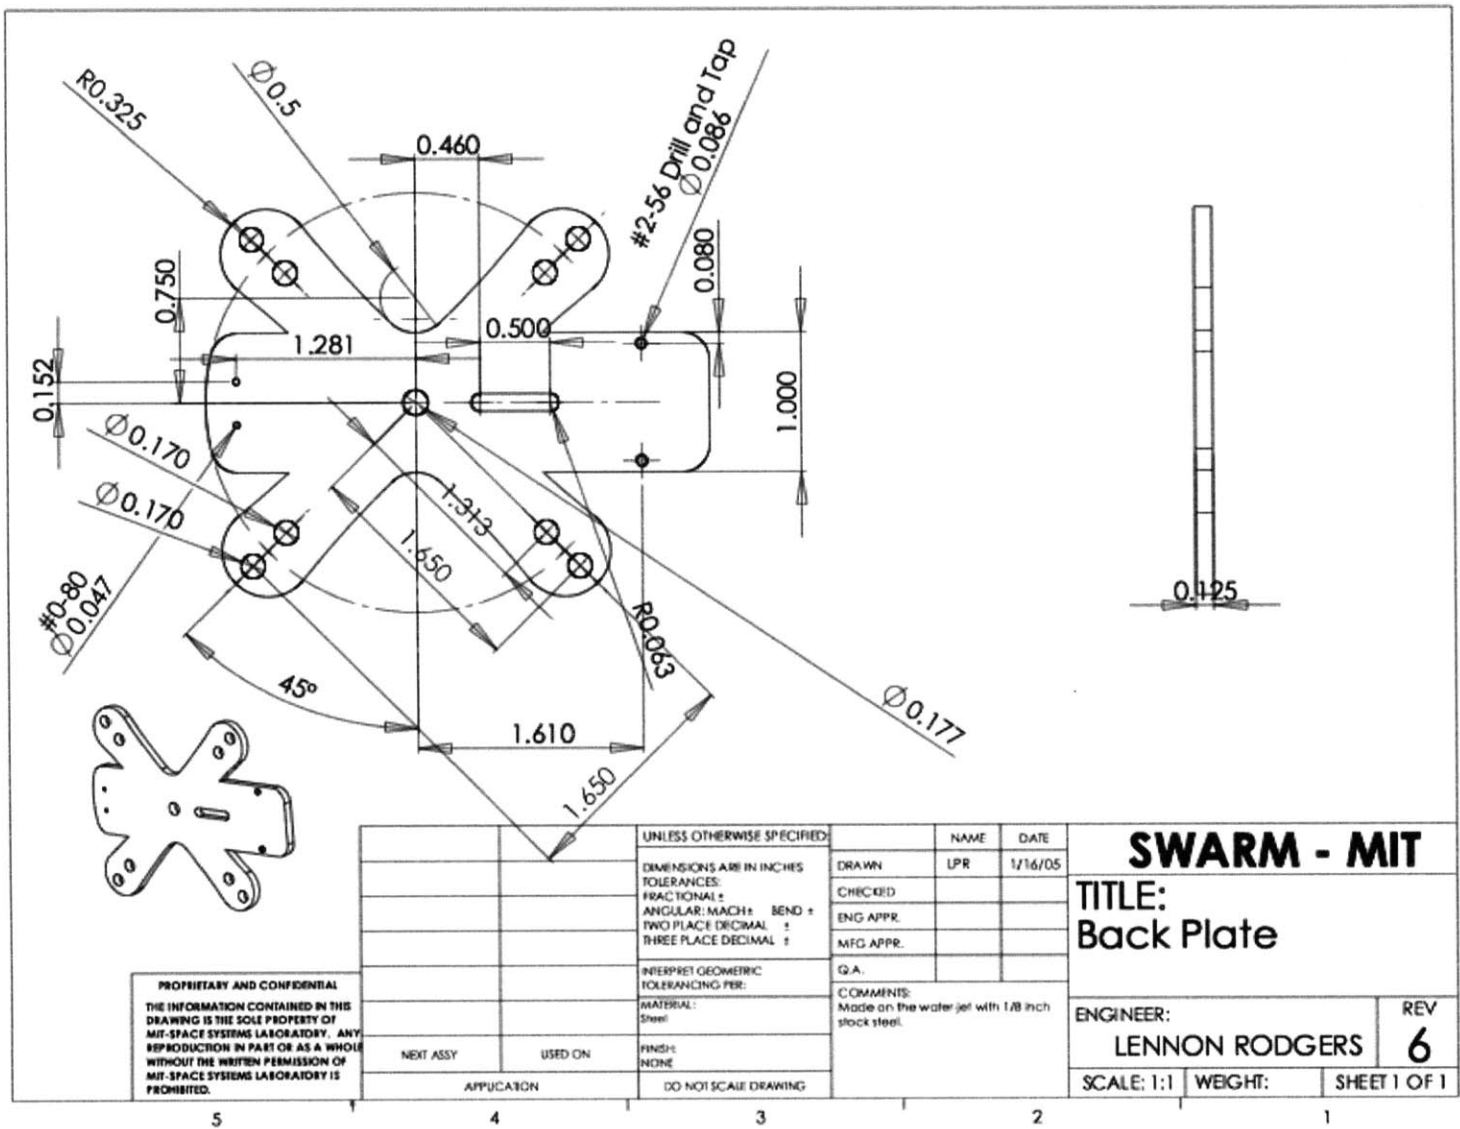 R0.325
Ø0.5
0.460
#2-56 Drill and Tap
Ø0.086
0.080
0.750
0.500
1.281
0.152
1.000
Ø0.170
Ø0.170
1.313
1.650
#0-80
Ø0.047
R0.063
0.125
45°
Ø0.177
1.610
1.650
UNLESS OTHERWISE SPECIFIED:
DIMENSIONS ARE IN INCHES
TOLERANCES:
FRACTIONAL ±
ANGULAR: MACH ± BEND ±
TWO PLACE DECIMAL ±
THREE PLACE DECIMAL ±
INTERPRET GEOMETRIC
TOLERANCING PER:
MATERIAL:
Steel
FINISH:
NONE
DO NOT SCALE DRAWING
NEXT ASSY
USED ON
APPLICATION
NAME
DATE
DRAWN LPR 1/16/05
CHECKED
ENG APPR.
MFG APPR.
Q.A.
COMMENTS:
Made on the water jet with 1/8 inch
stock steel.
SWARM - MIT
TITLE:
Back Plate
ENGINEER:
LENNON RODGERS
REV
6
SCALE: 1:1
WEIGHT:
SHEET 1 OF 1
PROPRIETARY AND CONFIDENTIAL
THE INFORMATION CONTAINED IN THIS
DRAWING IS THE SOLE PROPERTY OF
MIT-SPACE SYSTEMS LABORATORY. ANY
REPRODUCTION IN PART OR AS A WHOLE
WITHOUT THE WRITTEN PERMISSION OF
MIT-SPACE SYSTEMS LABORATORY IS
PROHIBITED.
5
4
3
2
1